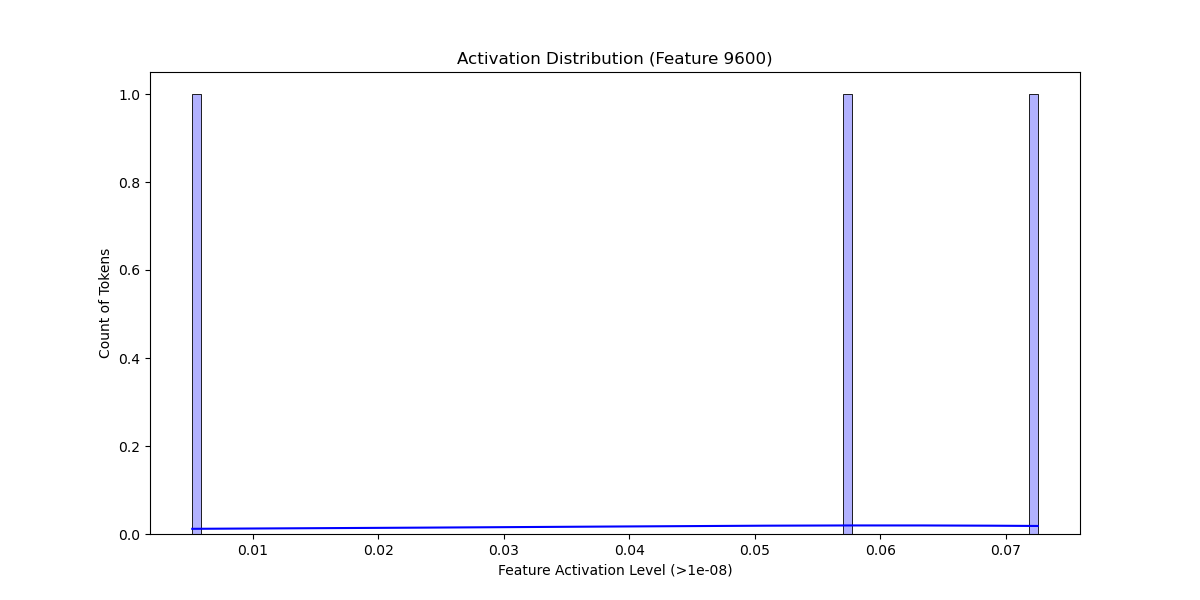 Activation Distribution (Feature 9600)
1.0
0.8
0.6
0.4
0.2
0.0
Count of Tokens
0.01 0.02 0.03 0.04 0.05 0.06 0.07
Feature Activation Level (>1e-08)